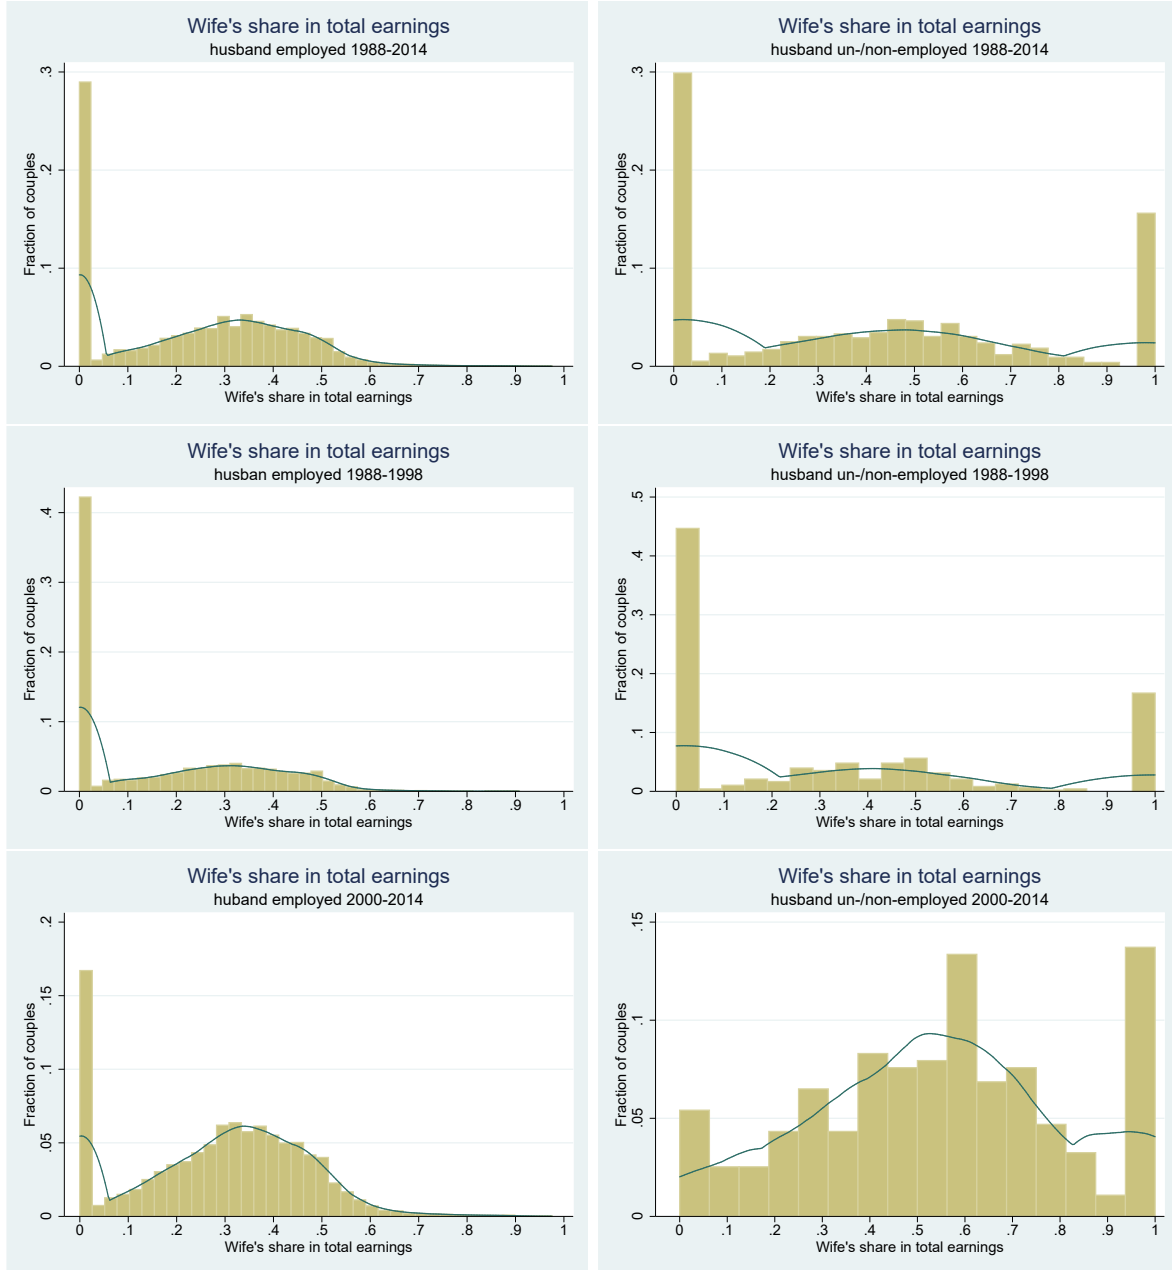 Wife's share in total earnings
husband employed 1988-2014
Fraction of couples
0 .1 .2 .3
0 .1 .2 .3 .4 .5 .6 .7 .8 .9 1
Wife's share in total earnings
Wife's share in total earnings
husband un-/non-employed 1988-2014
Fraction of couples
0 .1 .2 .3
0 .1 .2 .3 .4 .5 .6 .7 .8 .9 1
Wife's share in total earnings
Wife's share in total earnings
husban employed 1988-1998
Fraction of couples
0 .1 .2 .3 .4
0 .1 .2 .3 .4 .5 .6 .7 .8 .9 1
Wife's share in total earnings
Wife's share in total earnings
husband un-/non-employed 1988-1998
Fraction of couples
0 .1 .2 .3 .4 .5
0 .1 .2 .3 .4 .5 .6 .7 .8 .9 1
Wife's share in total earnings
Wife's share in total earnings
huband employed 2000-2014
Fraction of couples
0 .05 .1 .15 .2
0 .1 .2 .3 .4 .5 .6 .7 .8 .9 1
Wife's share in total earnings
Wife's share in total earnings
husband un-/non-employed 2000-2014
Fraction of couples
0 .05 .1 .15
0 .1 .2 .3 .4 .5 .6 .7 .8 .9 1
Wife's share in total earnings